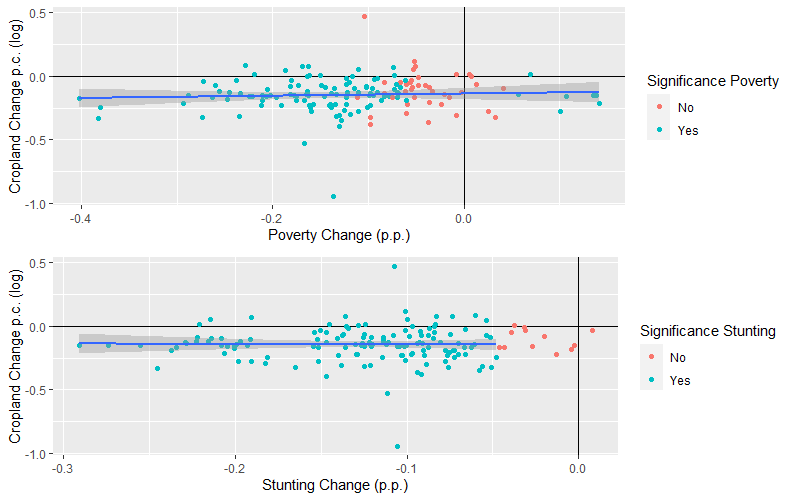 0.5
0.0
-0.5
-1.0
Cropland Change p.c. (log)
-0.4
-0.2
0.0
Poverty Change (p.p.)
Significance Poverty
No
Yes
0.5
0.0
-0.5
-1.0
Cropland Change p.c. (log)
-0.3
-0.2
-0.1
0.0
Stunting Change (p.p.)
Significance Stunting
No
Yes